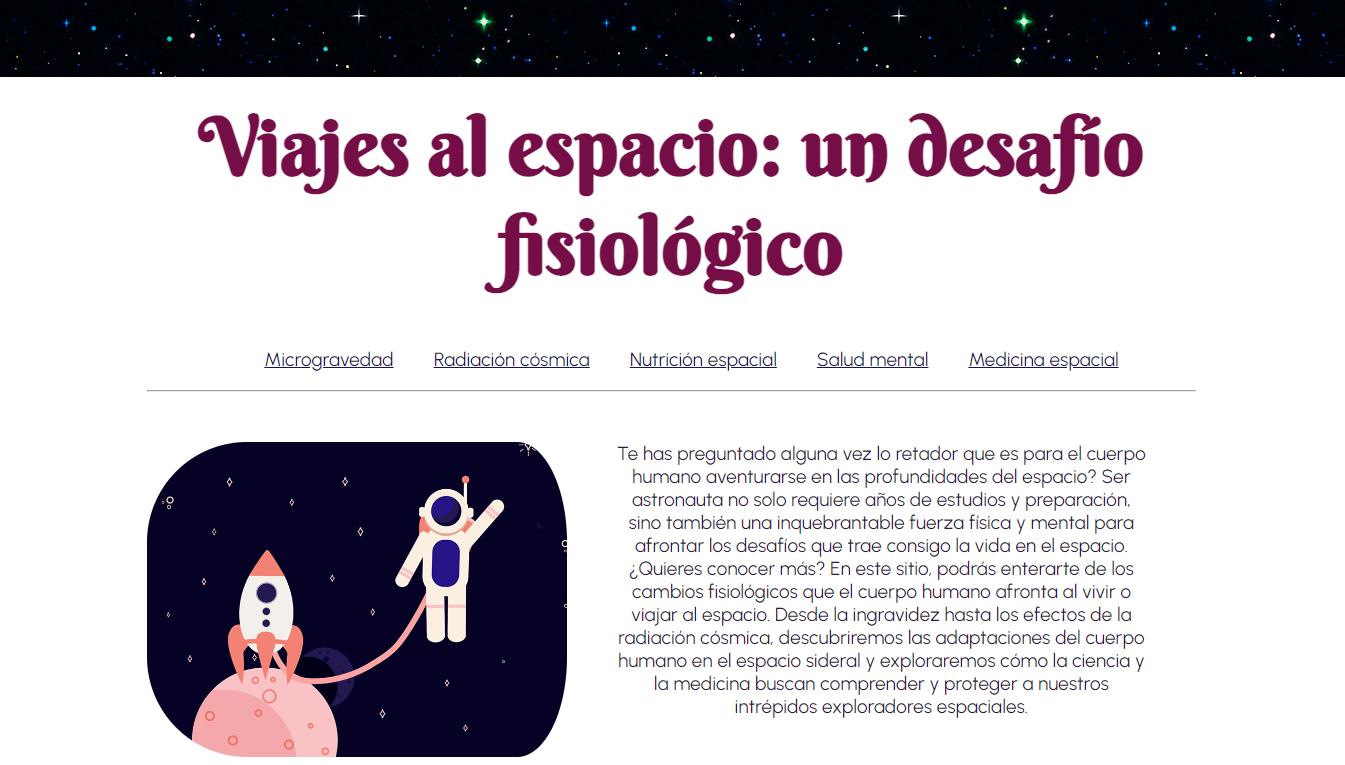 Viajes al espacio: un desafío
fisiológico
Microgravedad Radiación cósmica Nutrición espacial Salud mental Medicina espacial
Te has preguntado alguna vez lo retador que es para el cuerpo
humano aventurarse en las profundidades del espacio? Ser
astronauta no solo requiere años de estudios y preparación,
sino también una inquebrantable fuerza física y mental para
afrontar los desafíos que trae consigo la vida en el espacio.
¿Quieres conocer más? En este sitio, podrás enterarte de los
cambios fisiológicos que el cuerpo humano afronta al vivir o
viajar al espacio. Desde la ingravidez hasta los efectos de la
radiación cósmica, descubriremos las adaptaciones del cuerpo
humano en el espacio sideral y exploraremos cómo la ciencia y
la medicina buscan comprender y proteger a nuestros
intrépidos exploradores espaciales.